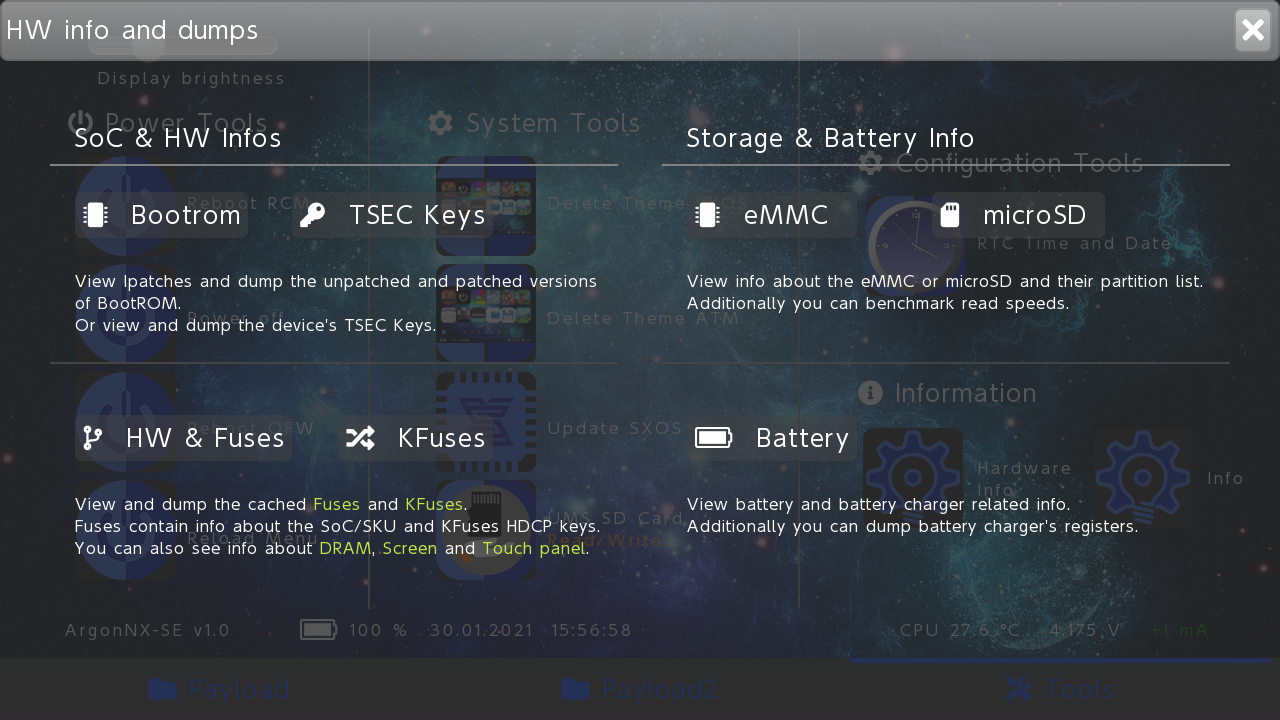 HW info and dumps
Display brightness
Power Tools
System Tools
Configuration Tools
SoC & HW Infos
Storage & Battery Info
Reboot RCM
Delete Theme SXOS
RTC Time and Date
Bootrom
TSEC Keys
eMMC
microSD
View Ipatches and dump the unpatched and patched versions
of BootROM.
Or view and dump the device's TSEC Keys.
View info about the eMMC or microSD and their partition list.
Additionally you can benchmark read speeds.
Power off
Delete Theme ATM
Information
Reboot OFW
Update SXOS
Hardware
Info
Info
HW & Fuses
KFuses
Battery
View and dump the cached Fuses and KFuses.
Fuses contain info about the SoC/SKU and KFuses HDCP keys.
You can also see info about DRAM, Screen and Touch panel.
View battery and battery charger related info.
Additionally you can dump battery charger's registers.
Reload Menu
UMS SD Card
Read/Write
ArgonNX-SE v1.0
100 %
30.01.2021
15:56:58
CPU 27.6 °C
4.175 V
+1 mA
Payload
Payload2
Tools